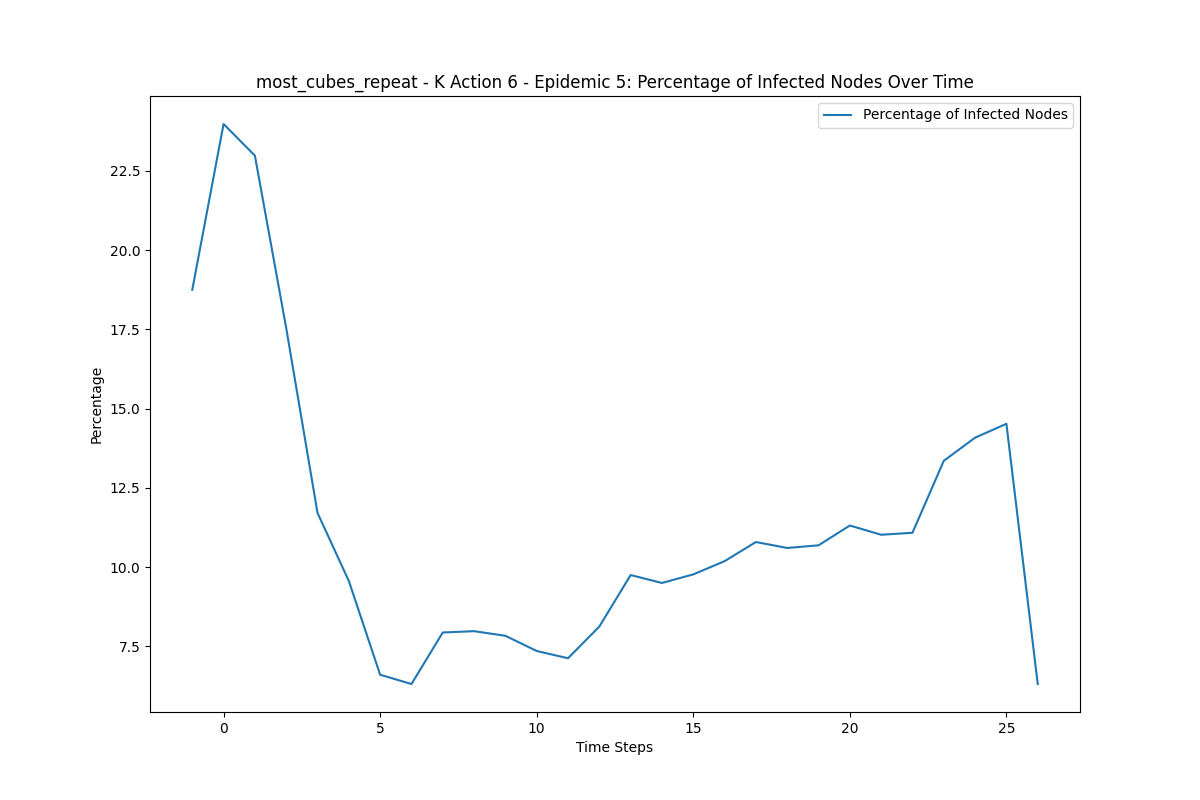 most_cubes_repeat - K Action 6 - Epidemic 5: Percentage of Infected Nodes Over Time
Percentage of Infected Nodes
22.5
20.0
17.5
15.0
12.5
10.0
7.5
Percentage
0 5 10 15 20 25
Time Steps